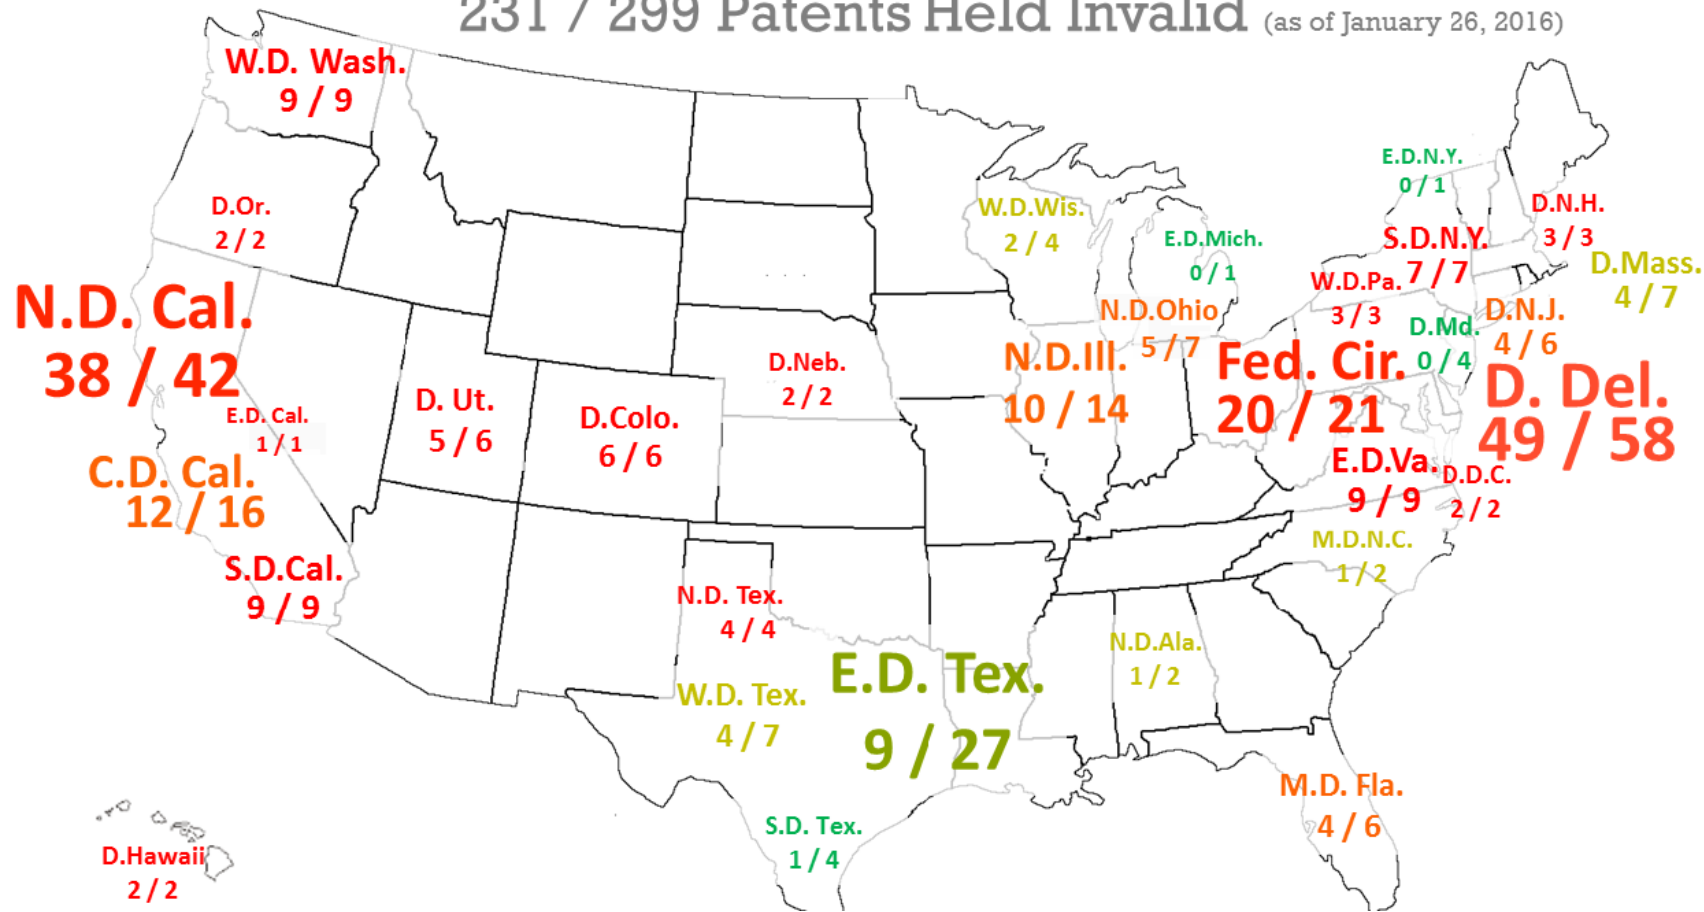 231 / 299 Patents Held Invalid (as of January 26, 2016)
W.D. Wash.
9 / 9
D.Or.
2 / 2
N.D. Cal.
38 / 42
E.D. Cal.
1 / 1
C.D. Cal.
12 / 16
S.D.Cal.
9 / 9
D. Ut.
5 / 6
D.Colo.
6 / 6
D.Neb.
2 / 2
N.D. Tex.
4 / 4
W.D. Tex.
4 / 7
E.D. Tex.
9 / 27
S.D. Tex.
1 / 4
D.Hawaii
2 / 2
W.D.Wis.
2 / 4
E.D.Mich.
0 / 1
N.D.Ohio
5 / 7
N.D.Ill.
10 / 14
Fed. Cir.
20 / 21
E.D.N.Y.
0 / 1
D.N.H.
3 / 3
S.D.N.Y.
7 / 7
D.Mass.
4 / 7
W.D.Pa.
3 / 3
D.Md.
0 / 4
D.N.J.
4 / 6
D. Del.
49 / 58
E.D.Va.
9 / 9
D.D.C.
2 / 2
M.D.N.C.
1 / 2
N.D.Ala.
1 / 2
M.D. Fla.
4 / 6